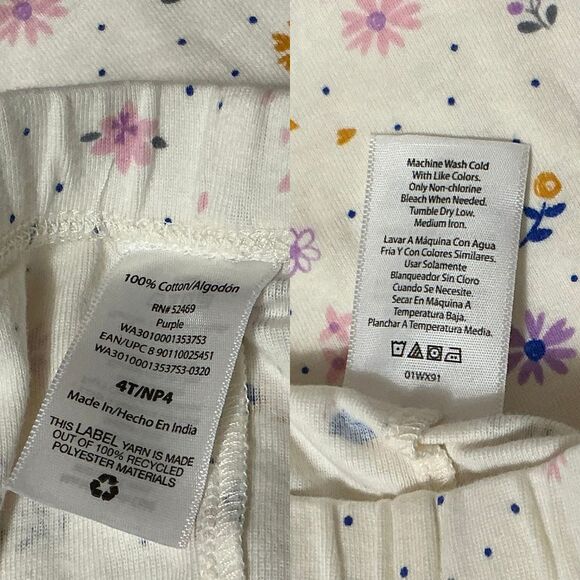 100% Cotton/Algodón
RN# 52469
Purple
WA30100013537S3
EAN/UPC 8 90110025451
WA30100013537S3-0320
4T/NP4
Made In/Hecho En India
THIS LABEL YARN IS MADE
OUT OF 100% RECYCLED
POLYESTER MATERIALS
Machine Wash Cold
With Like Colors.
Only Non-chlorine
Bleach When Needed.
Tumble Dry Low.
Medium Iron.
Lavar A Máquina Con Agua
Fría Y Con Colores Similares.
Usar Solamente
Blanqueador Sin Cloro
Cuando Se Necesite.
Secar En Máquina A
Temperatura Baja.
Planchar A Temperatura Media.
01WX91